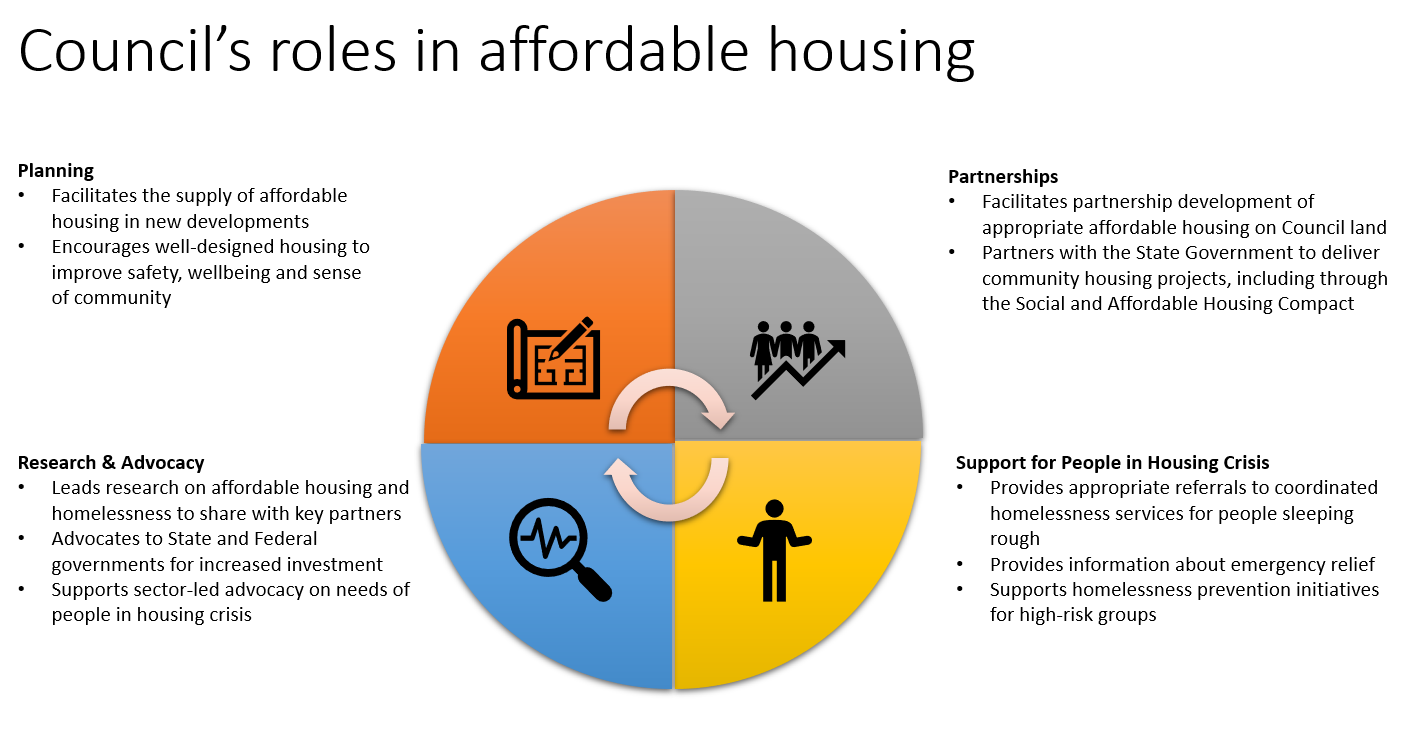 Council's roles in affordable housing
Planning
• Facilitates the supply of affordable
housing in new developments
• Encourages well-designed housing to
improve safety, wellbeing and sense
of community
Partnerships
• Facilitates partnership development of
appropriate affordable housing on Council land
• Partners with the State Government to deliver
community housing projects, including through
the Social and Affordable Housing Compact
Research & Advocacy
• Leads research on affordable housing and
homelessness to share with key partners
• Advocates to State and Federal
governments for increased investment
• Supports sector-led advocacy on needs of
people in housing crisis
Support for People in Housing Crisis
• Provides appropriate referrals to coordinated
homelessness services for people sleeping
rough
• Provides information about emergency relief
• Supports homelessness prevention initiatives
for high-risk groups